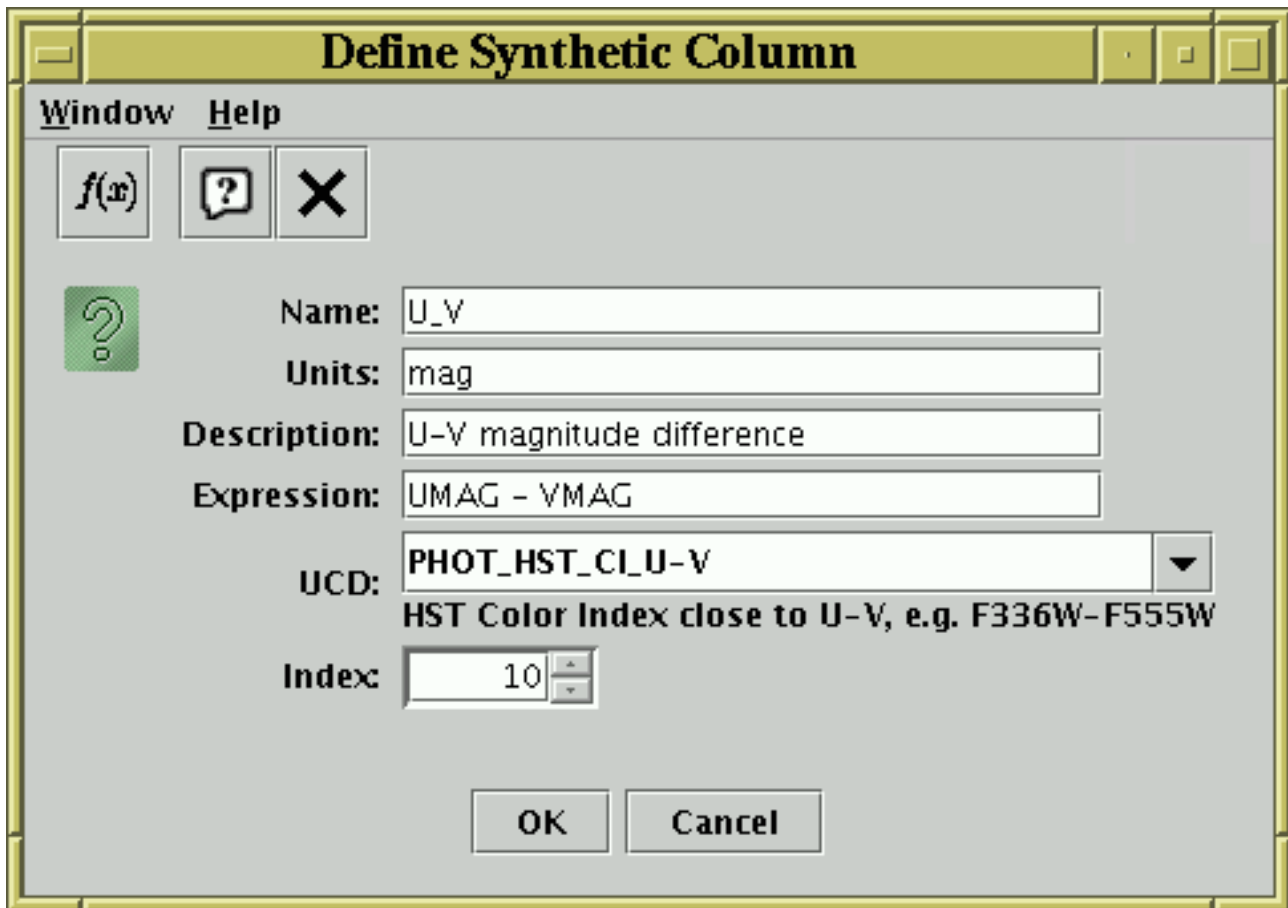 Define Synthetic Column
Window Help
f(x) ?
?
Name: U_V
Units: mag
Description: U-V magnitude difference
Expression: UMAG - VMAG
UCD: PHOT_HST_CI_U-V
HST Color Index close to U-V, e.g. F336W-F555W
Index: 10
OK Cancel